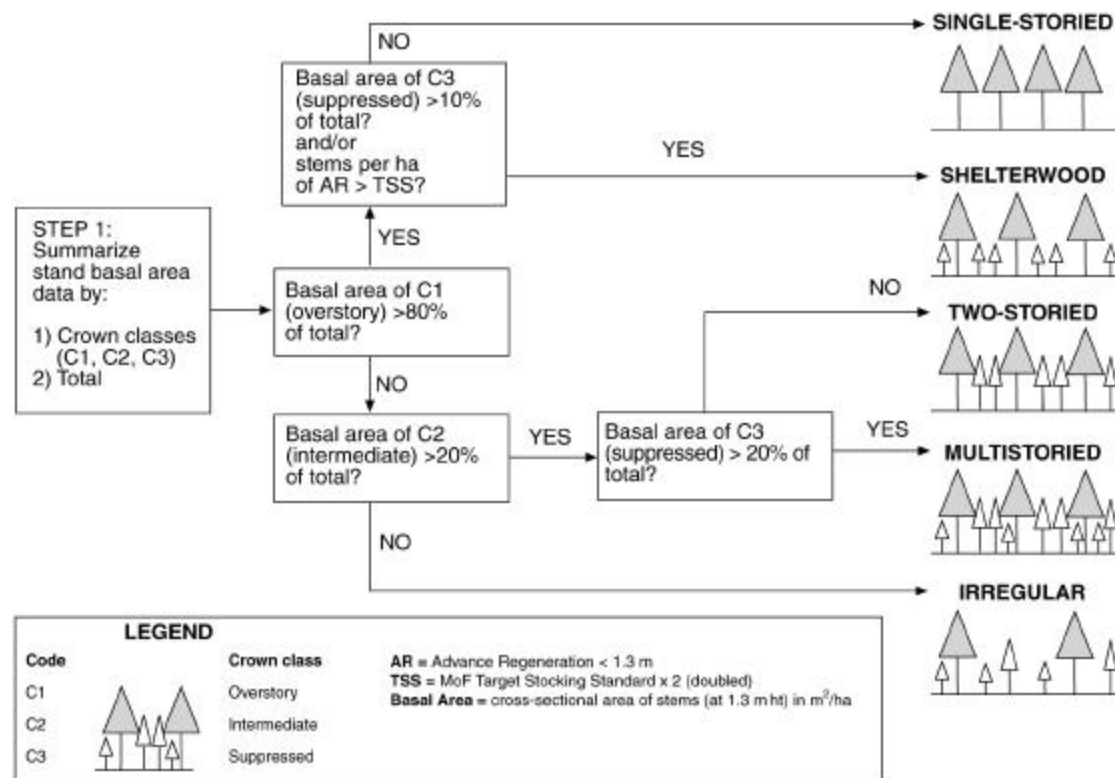 SINGLE-STORIED
NO
Basal area of C3
(suppressed) >10%
of total?
and/or
stems per ha
of AR > TSS?
YES
SHELTERWOOD
STEP 1:
Summarize
stand basal area
data by:
1) Crown classes
(C1, C2, C3)
2) Total
YES
Basal area of C1
(overstory) >80%
of total?
NO
TWO-STORIED
NO
Basal area of C2
(intermediate) >20%
of total?
YES
Basal area of C3
(suppressed) > 20% of
total?
YES
MULTISTORIED
NO
IRREGULAR
LEGEND
Code
Crown class
C1
Overstory
C2
Intermediate
C3
Suppressed
AR = Advance Regeneration < 1.3 m
TSS = MoF Target Stocking Standard x 2 (doubled)
Basal Area = cross-sectional area of stems (at 1.3 m ht) in m²/ha